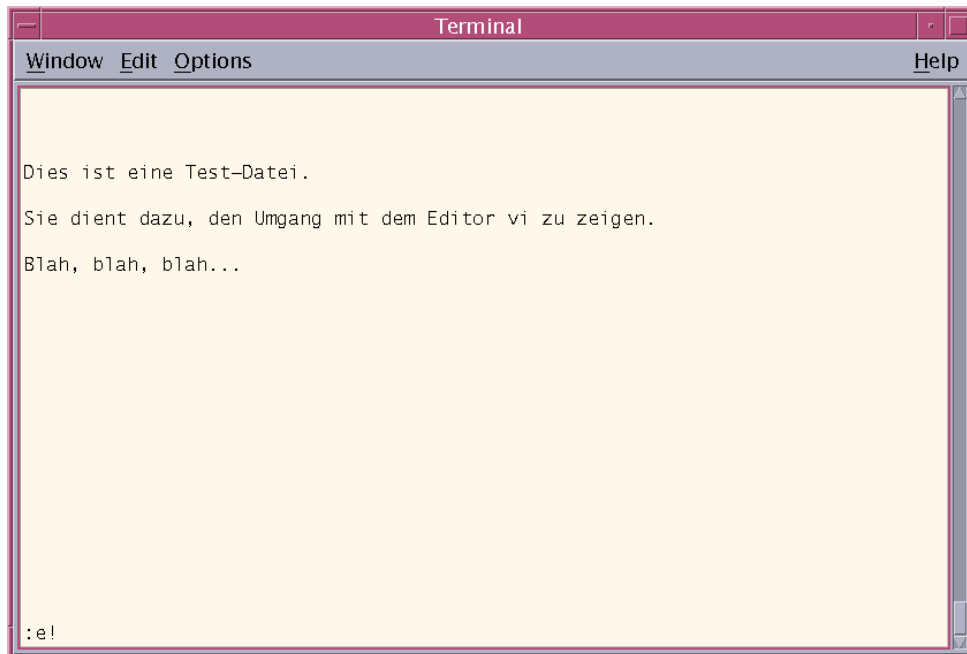 Terminal
Window Edit Options Help
Dies ist eine Test-Datei.
Sie dient dazu, den Umgang mit dem Editor vi zu zeigen.
Blah, blah, blah...
:e!